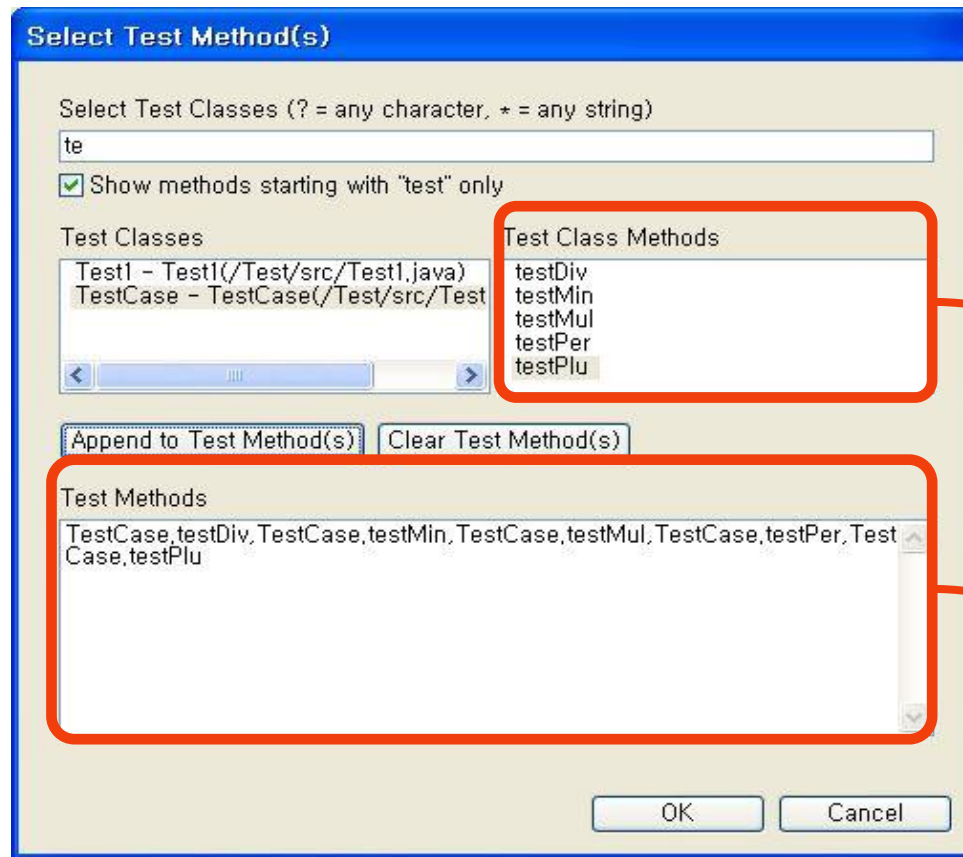 Select Test Method(s)
Select Test Classes (? = any character, * = any string)
te
Show methods starting with "test" only
Test Classes
Test1 - Test1(/Test/src/Test1.java)
TestCase - TestCase(/Test/src/Test
Test Class Methods
testDiv
testMin
testMul
testPer
testPlu
Append to Test Method(s)
Clear Test Method(s)
Test Methods
TestCase,testDiv,TestCase,testMin,TestCase,testMul,TestCase,testPer,Test
Case,testPlu
OK
Cancel